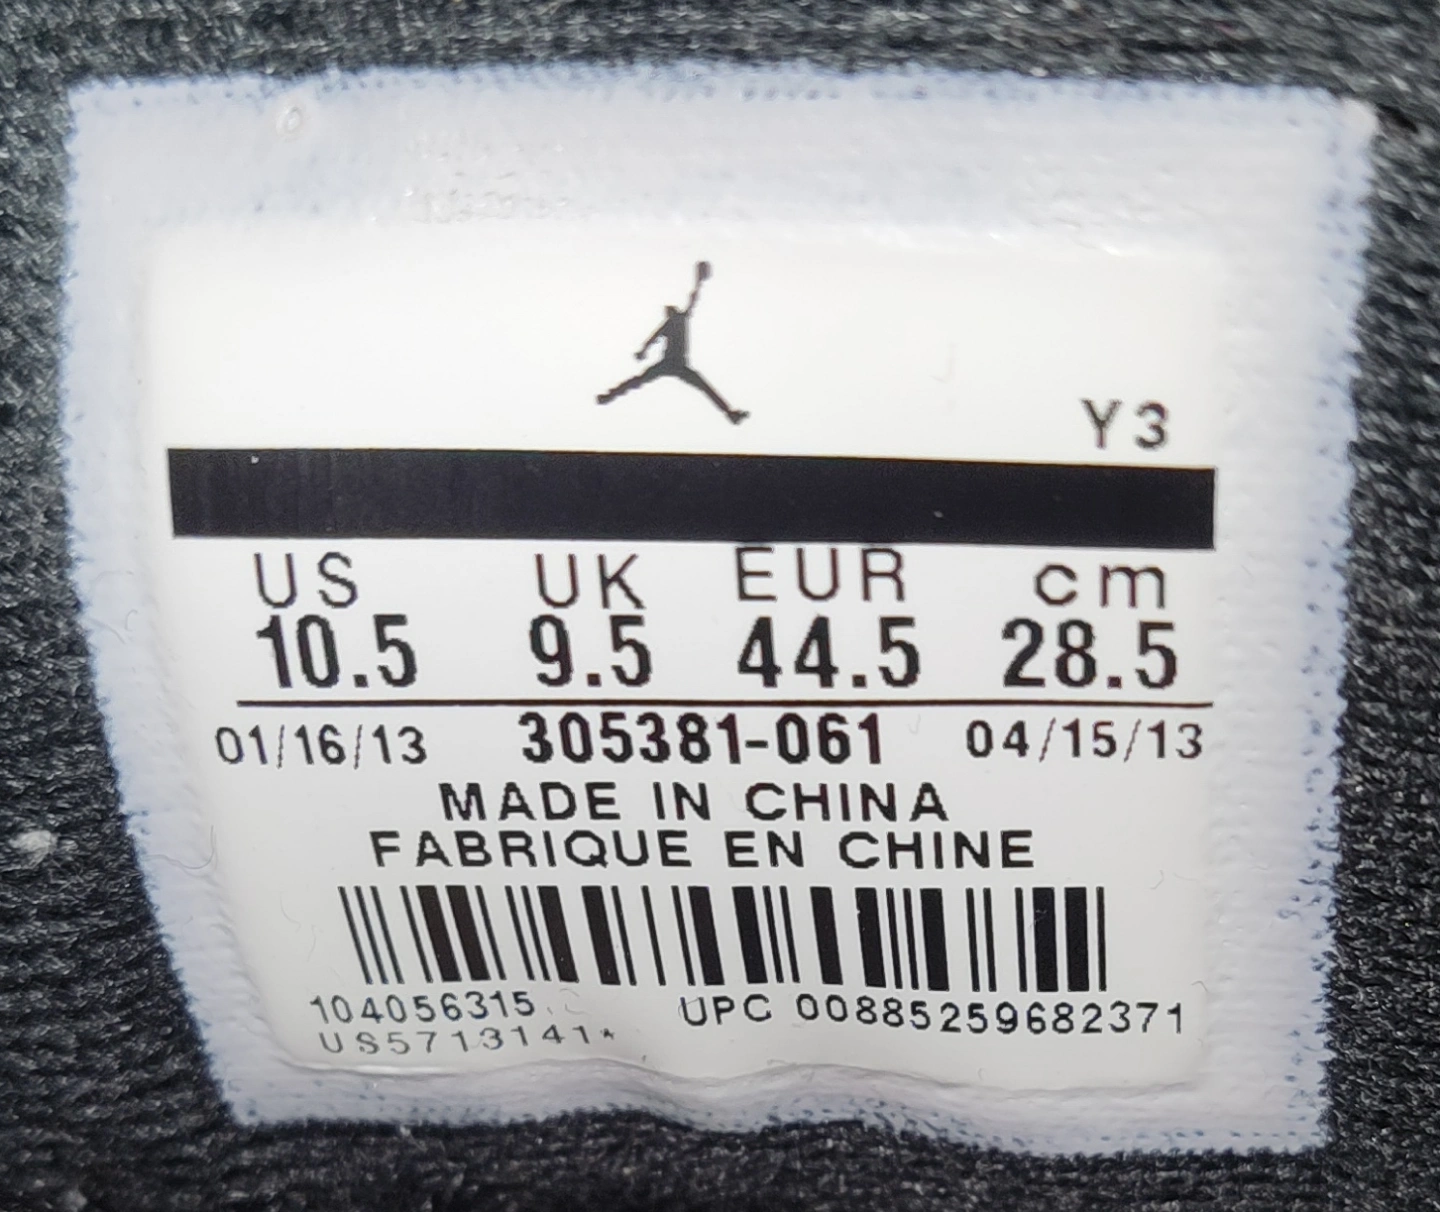 Y3
US UK EUR cm
10.5 9.5 44.5 28.5
01/16/13 305381-061 04/15/13
MADE IN CHINA
FABRIQUE EN CHINE
104056315 UPC 00885259682371
US5713141*